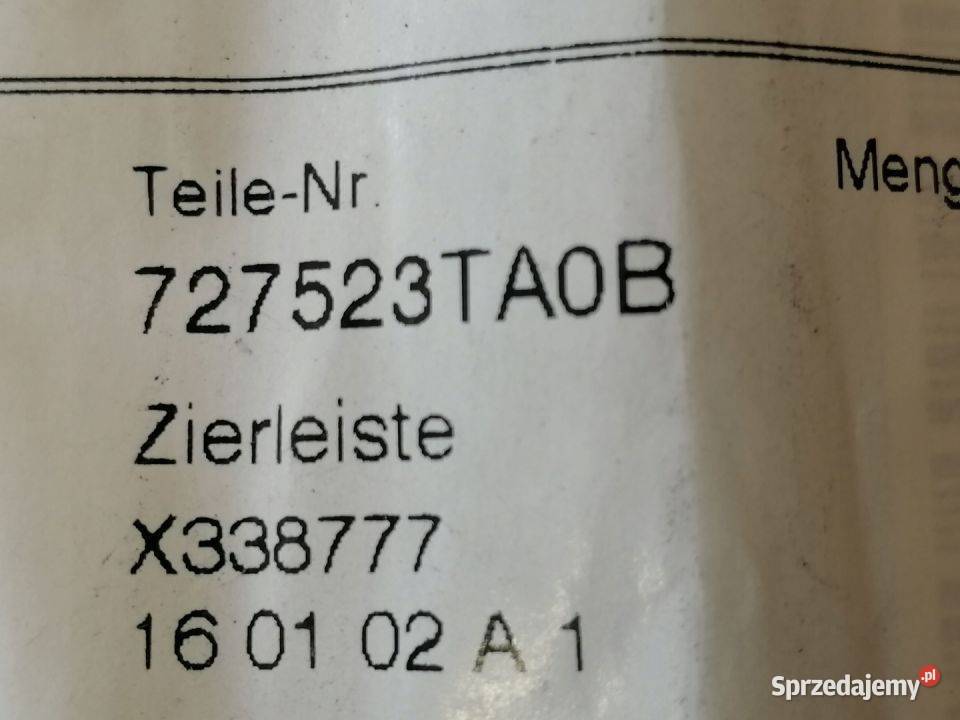 Teile-Nr.
Meng
727523TA0B
Zierleiste
X338777
16 01 02 A 1
Sprzedajemy.pl